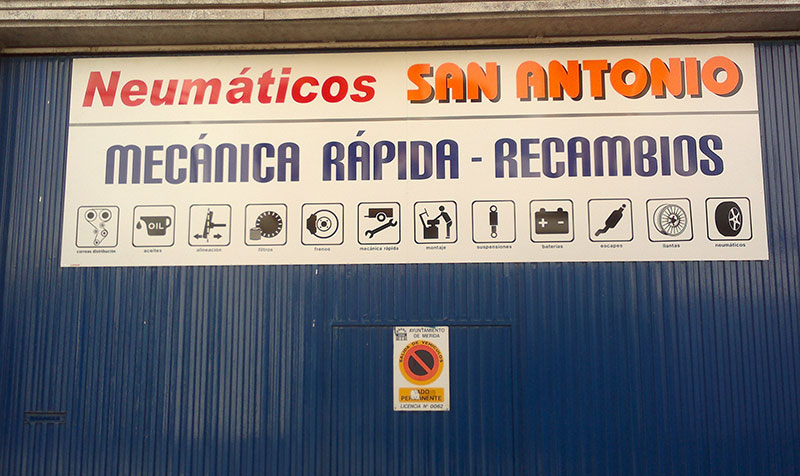 Neumáticos SAN ANTONIO
MECÁNICA RÁPIDA - RECAMBIOS
OIL
correas distribución aceites alineación filtros frenos mecánica rápida montaje suspensiones baterías escapes llantas neumáticos
AYUNTAMIENTO
DE MERIDA
SALIDA DE VEHICULOS
VADO
PERMANENTE
LICENCIA Nº 0062